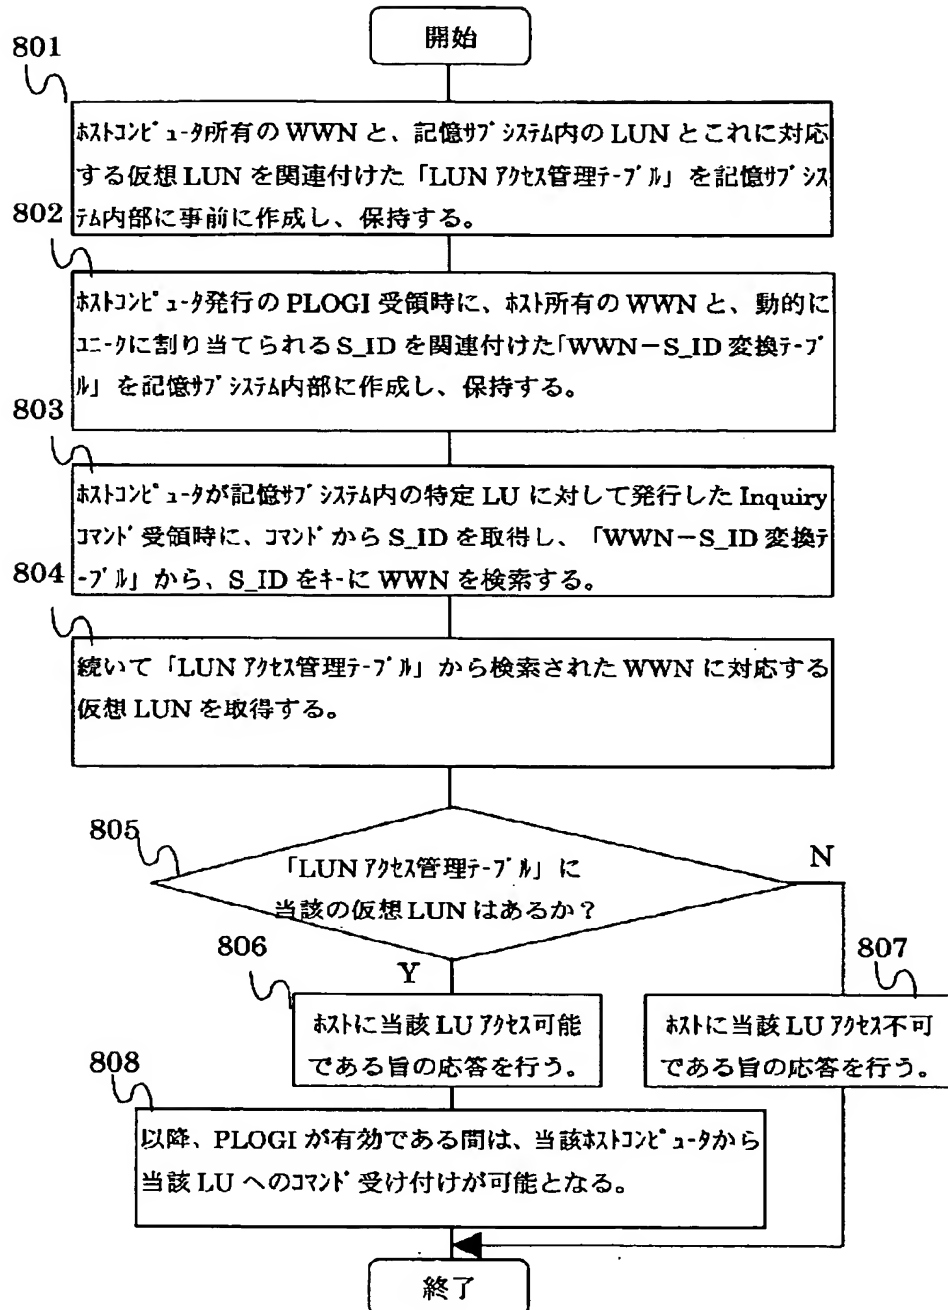 開始
801
ホストコンピュータ所有の WWN と、記憶サブシステム内の LUN とこれに対応
する仮想 LUN を関連付けた「LUN アクセス管理テーブル」を記憶サブシス
テム内部に事前に作成し、保持する。
802
ホストコンピュータ発行の PLOGI 受領時に、ホスト所有の WWN と、動的に
ユニークに割り当てられる S_ID を関連付けた「WWN－S_ID 変換テーブ
ル」を記憶サブシステム内部に作成し、保持する。
803
ホストコンピュータが記憶サブシステム内の特定 LU に対して発行した Inquiry
コマンド受領時に、コマンドから S_ID を取得し、「WWN－S_ID 変換テ
ーブル」から、S_ID をキーに WWN を検索する。
804
続いて「LUN アクセス管理テーブル」から検索された WWN に対応する
仮想 LUN を取得する。
805
「LUN アクセス管理テーブル」に
当該の仮想 LUN はあるか？
N
Y
806
ホストに当該 LU アクセス可能
である旨の応答を行う。
807
ホストに当該 LU アクセス不可
である旨の応答を行う。
808
以降、PLOGI が有効である間は、当該ホストコンピュータから
当該 LU へのコマンド受け付けが可能となる。
終了